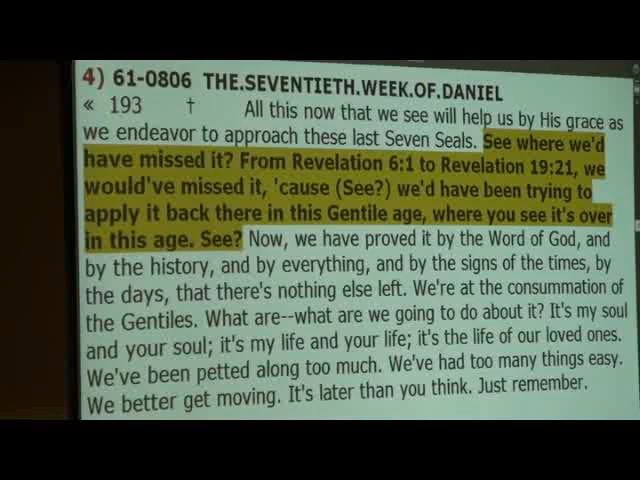 4) 61-0806 THE.SEVENTIETH.WEEK.OF.DANIEL
« 193 † All this now that we see will help us by His grace as
we endeavor to approach these last Seven Seals. See where we'd
have missed it? From Revelation 6:1 to Revelation 19:21, we
would've missed it, 'cause (See?) we'd have been trying to
apply it back there in this Gentile age, where you see it's over
in this age. See? Now, we have proved it by the Word of God, and
by the history, and by everything, and by the signs of the times, by
the days, that there's nothing else left. We're at the consummation of
the Gentiles. What are--what are we going to do about it? It's my soul
and your soul; it's my life and your life; it's the life of our loved ones.
We've been petted along too much. We've had too many things easy.
We better get moving. It's later than you think. Just remember.